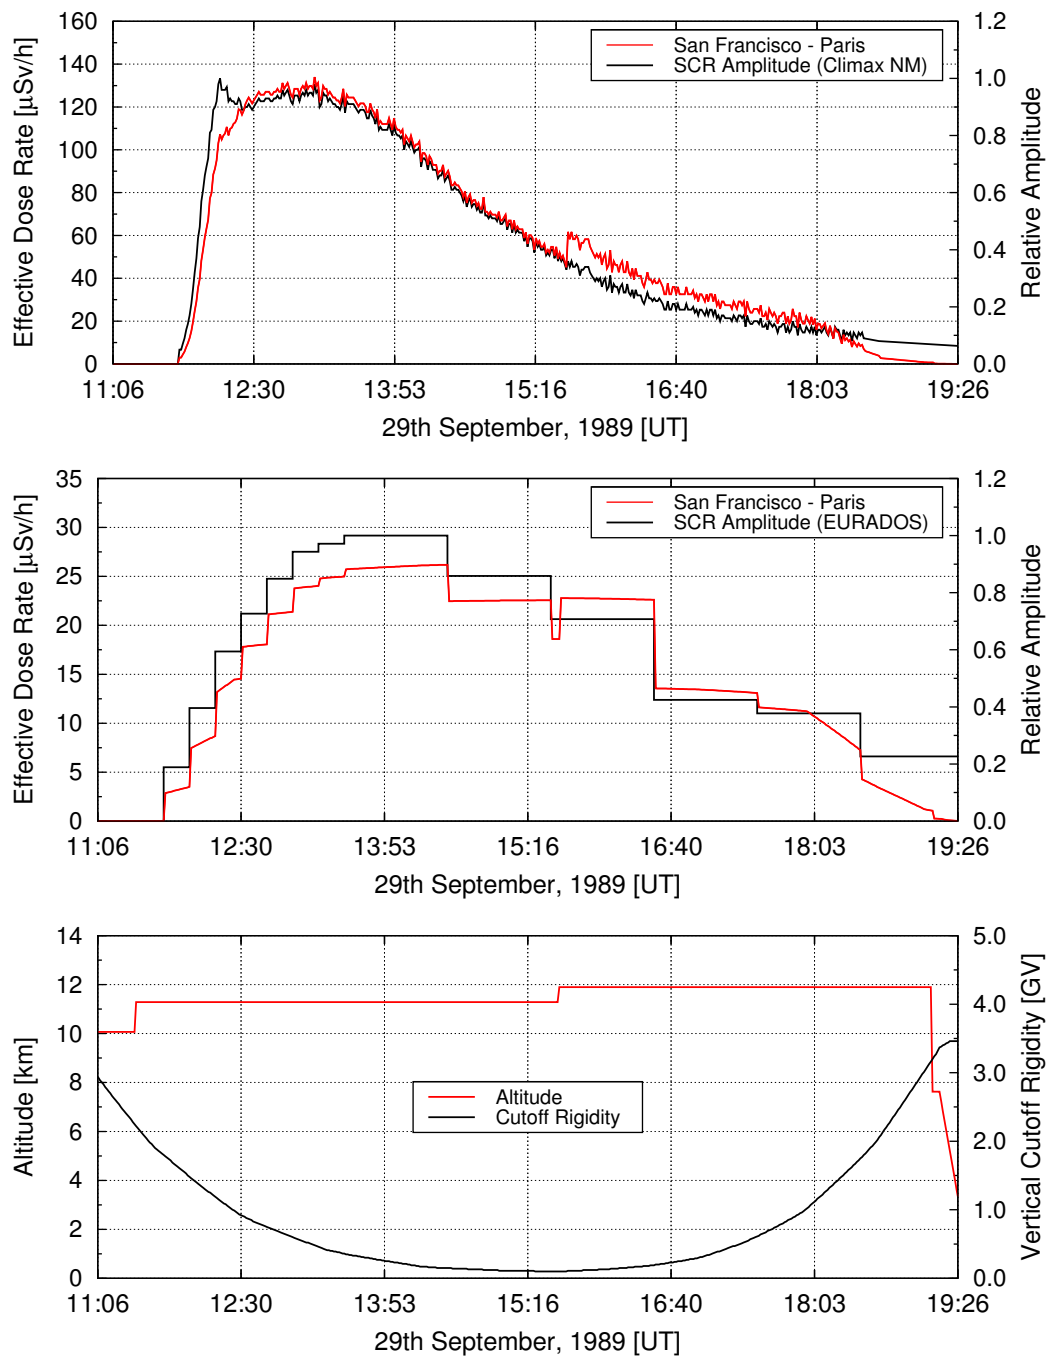 160
140
120
100
80
60
40
20
0
Effective Dose Rate [μSv/h]
San Francisco - Paris
SCR Amplitude (Climax NM)
1.2
1.0
0.8
0.6
0.4
0.2
0.0
Relative Amplitude
11:06 12:30 13:53 15:16 16:40 18:03 19:26
29th September, 1989 [UT]
35
30
25
20
15
10
5
0
Effective Dose Rate [μSv/h]
San Francisco - Paris
SCR Amplitude (EURADOS)
1.2
1.0
0.8
0.6
0.4
0.2
0.0
Relative Amplitude
11:06 12:30 13:53 15:16 16:40 18:03 19:26
29th September, 1989 [UT]
14
12
10
8
6
4
2
0
Altitude [km]
Altitude
Cutoff Rigidity
5.0
4.0
3.0
2.0
1.0
0.0
Vertical Cutoff Rigidity [GV]
11:06 12:30 13:53 15:16 16:40 18:03 19:26
29th September, 1989 [UT]